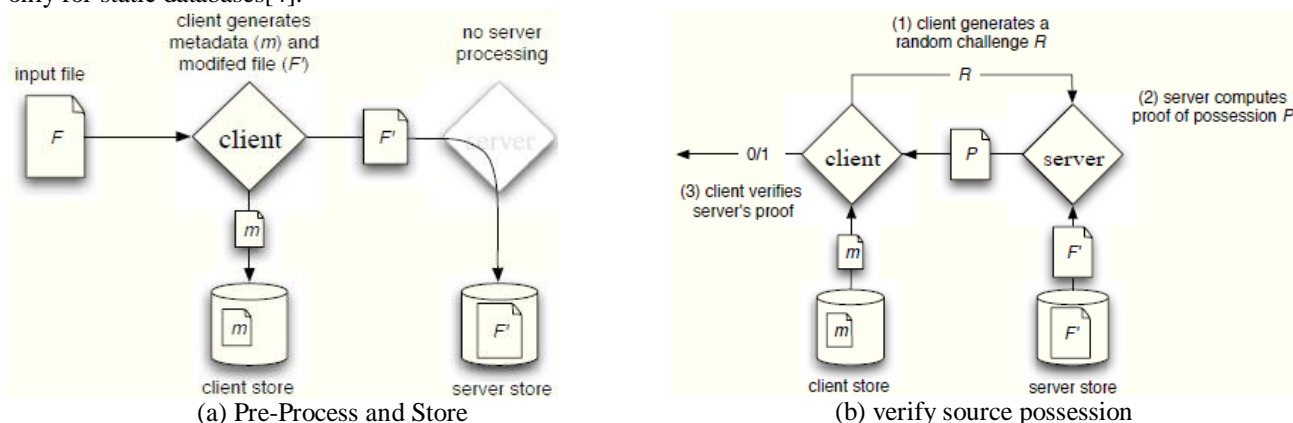 only for static databases[4].
client generates
metadata (m) and
modifed file (F')
no server
processing
input file
F
client
F'
server
m
m
F'
client store
server store
(a) Pre-Process and Store
(1) client generates a
random challenge R
R
(2) server computes
proof of possession P
0/1
client
P
server
(3) client verifies
server's proof
m
F'
m
F'
client store
server store
(b) verify source possession